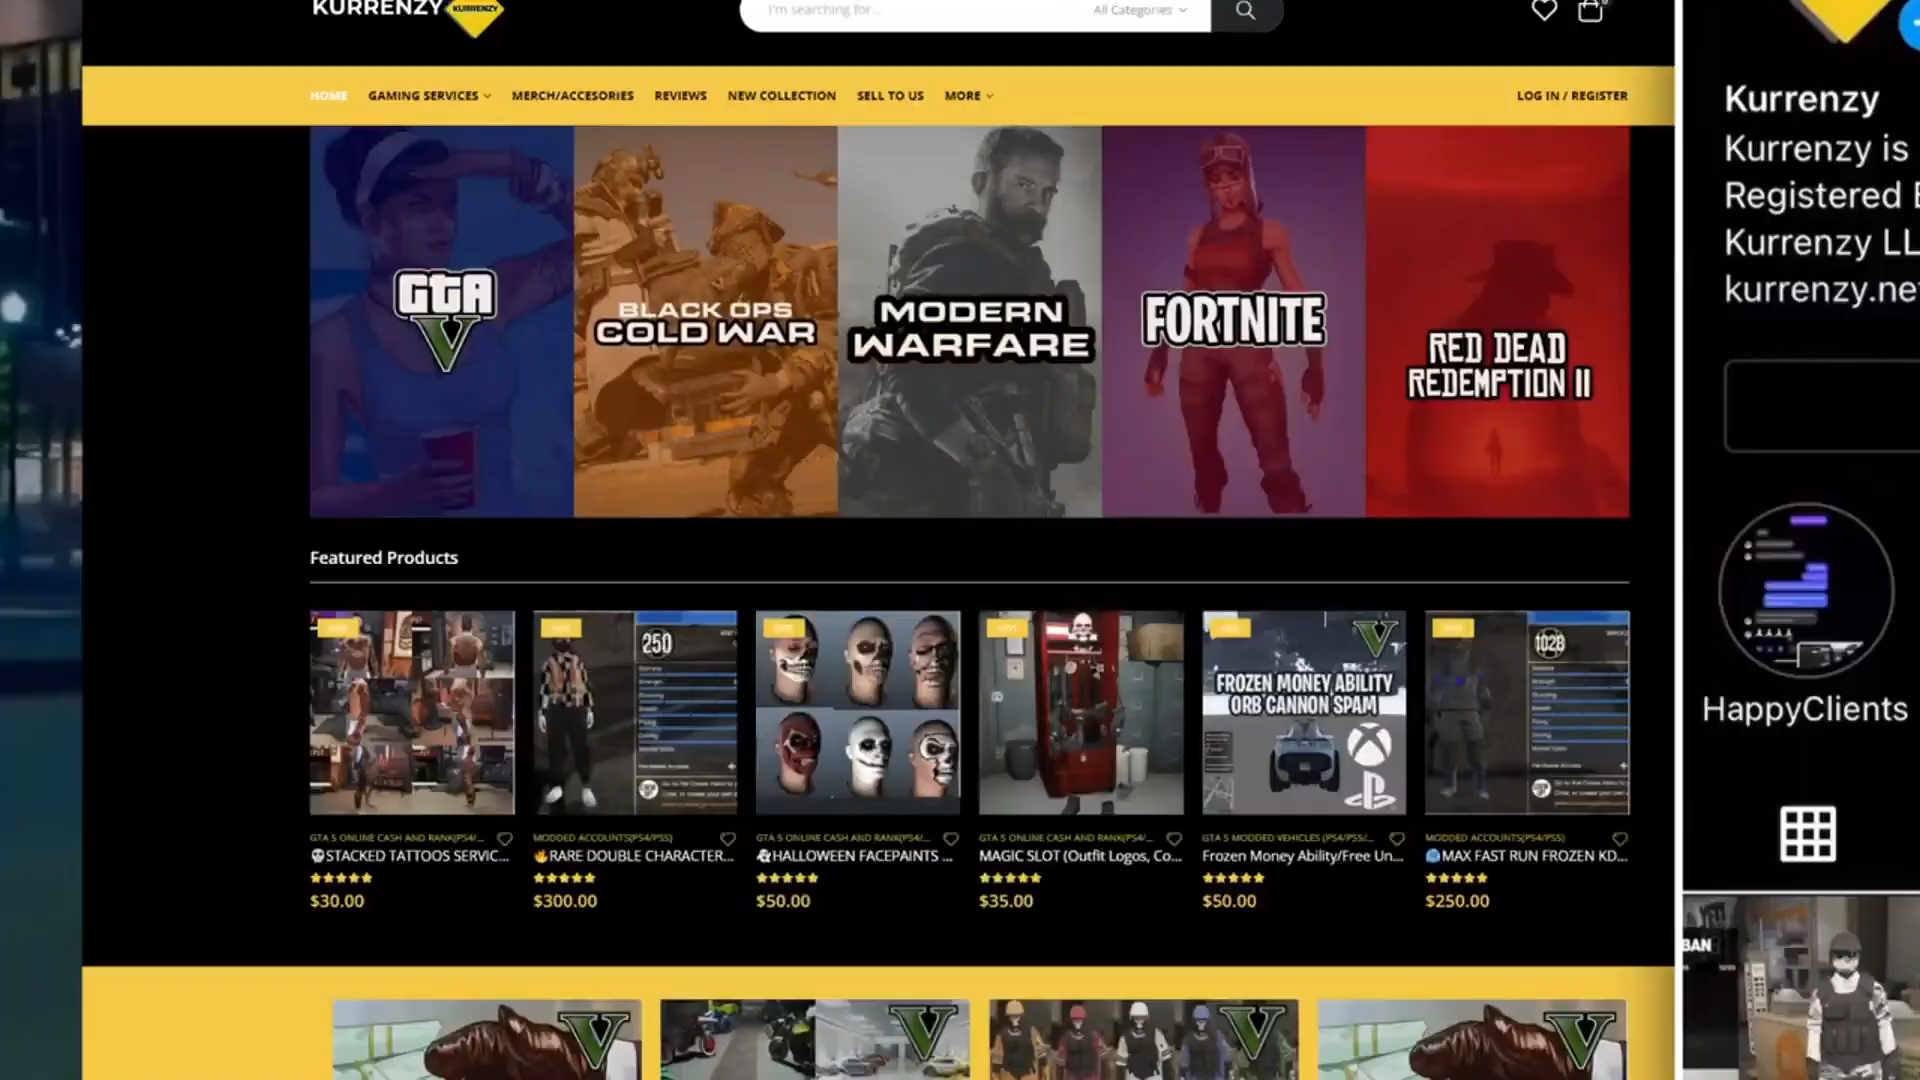 KURRENZY
KURRENZY
I'm searching for...
All Categories
HOME
GAMING SERVICES
MERCH/ACCESORIES
REVIEWS
NEW COLLECTION
SELL TO US
MORE
LOG IN / REGISTER
GTA
V
BLACK OPS
COLD WAR
MODERN
WARFARE
FORTNITE
RED DEAD
REDEMPTION II
Featured Products
250
FROZEN MONEY ABILITY
ORB CANNON SPAM
1028
GTA 5 ONLINE CASH AND RANK(PS4/...
💀STACKED TATTOOS SERVIC...
$30.00
MODDED ACCOUNTS(PS4/PS5)
🔥RARE DOUBLE CHARACTER...
$300.00
GTA 5 ONLINE CASH AND RANK(PS4/...
👻HALLOWEEN FACEPAINTS ...
$50.00
GTA 5 ONLINE CASH AND RANK(PS4/...
MAGIC SLOT (Outfit Logos, Co...
$35.00
GTA 5 MODDED VEHICLES (PS4/PS5/...
Frozen Money Ability/Free Un...
$50.00
MODDED ACCOUNTS(PS4/PS5)
🥶MAX FAST RUN FROZEN KD...
$250.00
Kurrenzy
Kurrenzy is
Registered
Kurrenzy LL
kurrenzy.ne
HappyClients
BAN